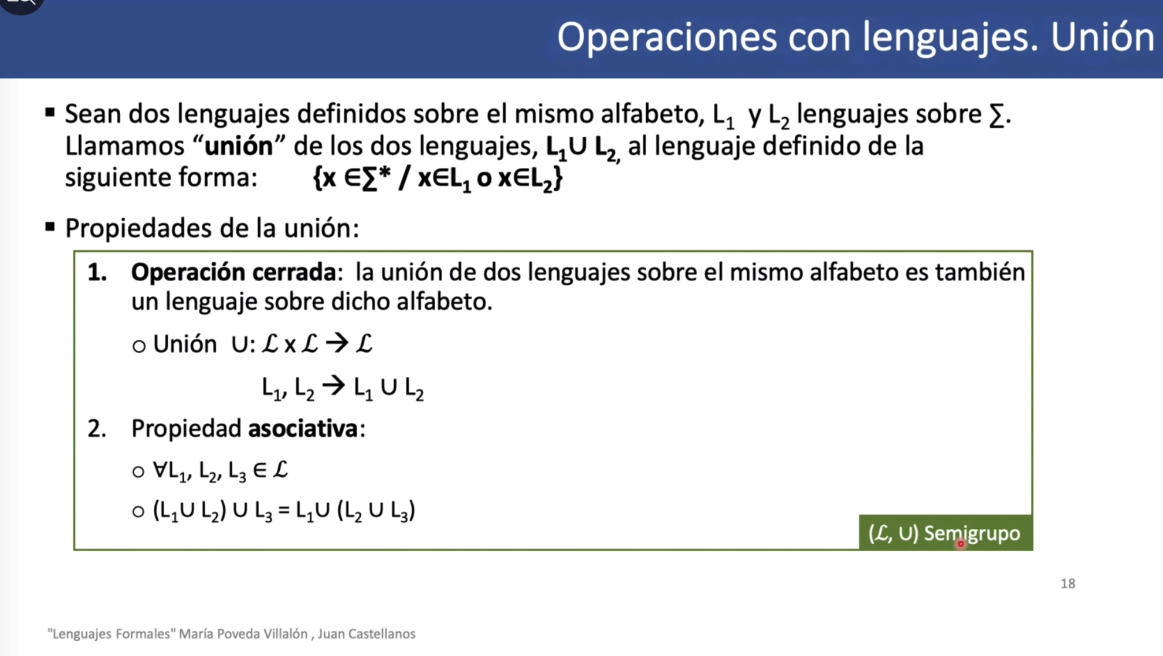 Operaciones con lenguajes. Unión
▪ Sean dos lenguajes definidos sobre el mismo alfabeto, L₁ y L₂ lenguajes sobre ∑.
Llamamos “unión” de los dos lenguajes, L₁∪ L₂, al lenguaje definido de la
siguiente forma: {x ∈∑* / x∈L₁ o x∈L₂}
▪ Propiedades de la unión:
1. Operación cerrada: la unión de dos lenguajes sobre el mismo alfabeto es también
un lenguaje sobre dicho alfabeto.
○ Unión ∪: ℒ x ℒ → ℒ
L₁, L₂ → L₁ ∪ L₂
2. Propiedad asociativa:
○ ∀L₁, L₂, L₃ ∈ ℒ
○ (L₁∪ L₂) ∪ L₃ = L₁∪ (L₂ ∪ L₃)
(ℒ, ∪) Semigrupo
18
"Lenguajes Formales" María Poveda Villalón , Juan Castellanos